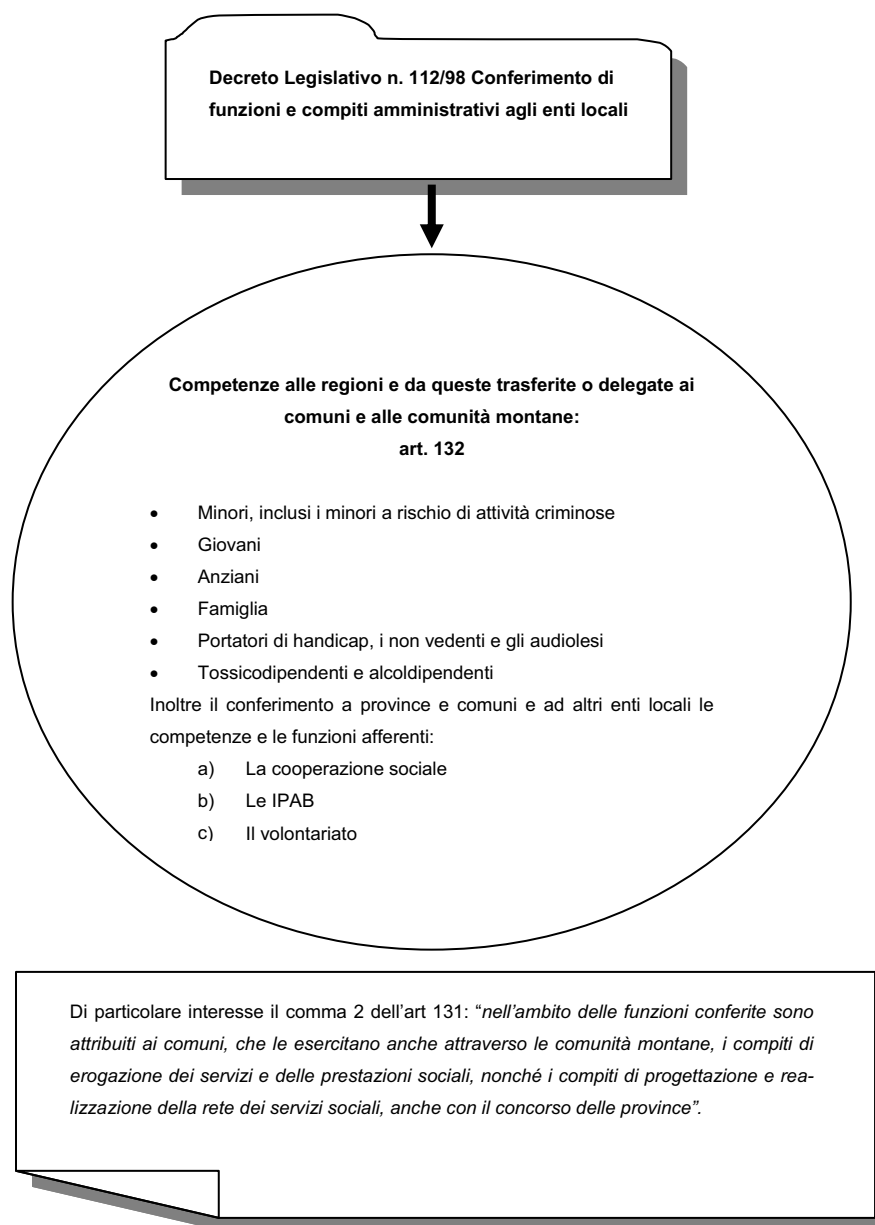 Decreto Legislativo n. 112/98 Conferimento di
funzioni e compiti amministrativi agli enti locali
Competenze alle regioni e da queste trasferite o delegate ai
comuni e alle comunità montane:
art. 132
• Minori, inclusi i minori a rischio di attività criminose
• Giovani
• Anziani
• Famiglia
• Portatori di handicap, i non vedenti e gli audiolesi
• Tossicodipendenti e alcoldipendenti
Inoltre il conferimento a province e comuni e ad altri enti locali le
competenze e le funzioni afferenti:
a) La cooperazione sociale
b) Le IPAB
c) Il volontariato
Di particolare interesse il comma 2 dell'art 131: “nell'ambito delle funzioni conferite sono
attribuiti ai comuni, che le esercitano anche attraverso le comunità montane, i compiti di
erogazione dei servizi e delle prestazioni sociali, nonché i compiti di progettazione e rea-
lizzazione della rete dei servizi sociali, anche con il concorso delle province”.